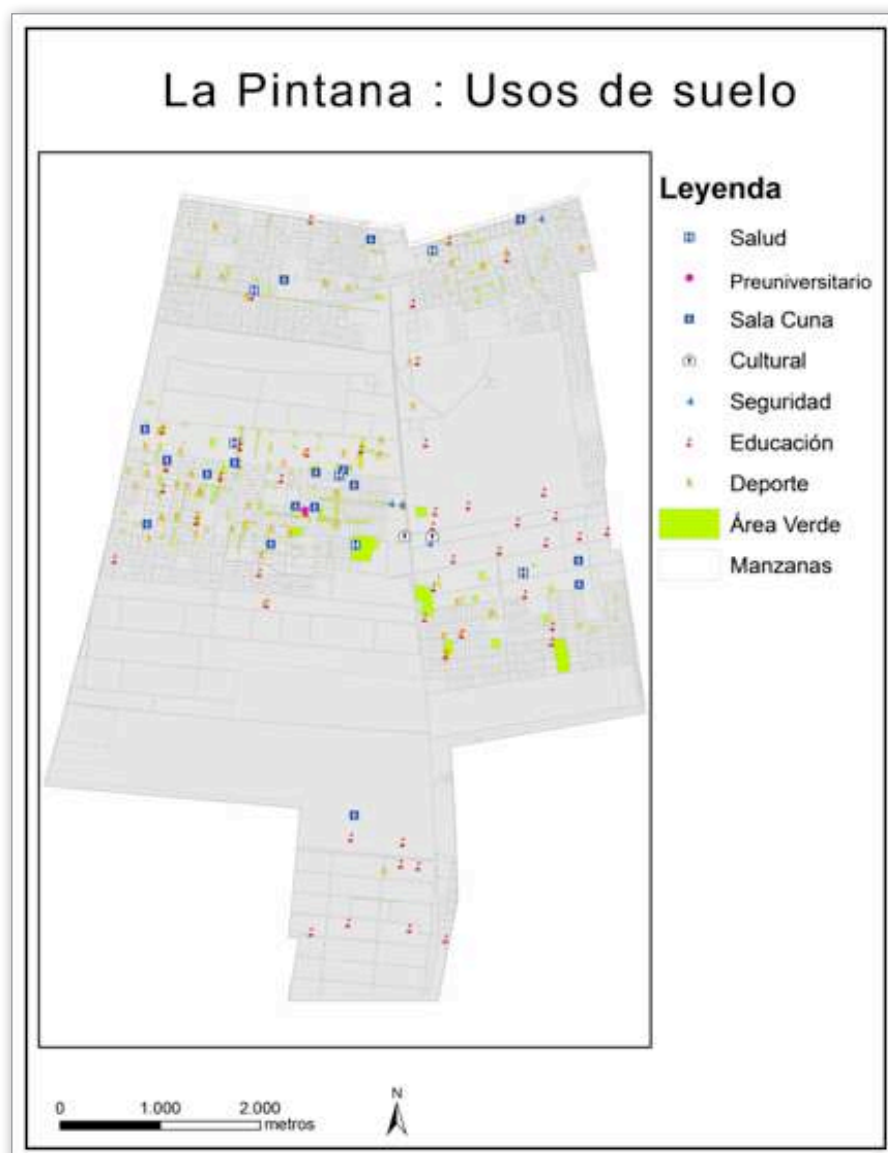 La Pintana : Usos de suelo
Leyenda
Salud
Preuniversitario
Sala Cuna
Cultural
Seguridad
Educación
Deporte
Área Verde
Manzanas
0 1.000 2.000
metros
N